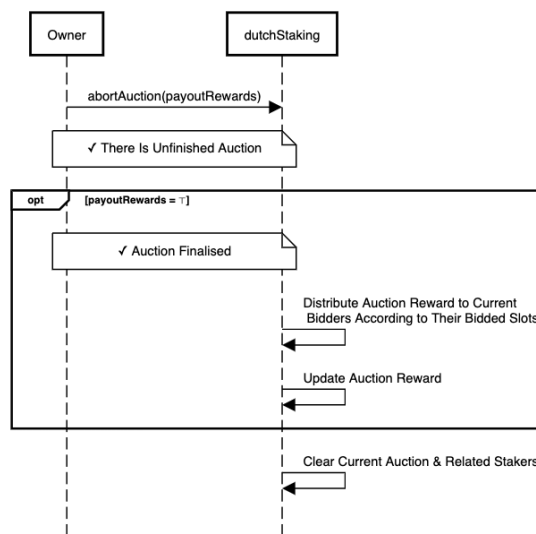 Owner
dutchStaking
abortAuction(payoutRewards)
✓ There Is Unfinished Auction
opt
[payoutRewards = ⊤]
✓ Auction Finalised
Distribute Auction Reward to Current
Bidders According to Their Bidded Slots
Update Auction Reward
Clear Current Auction & Related Stakers